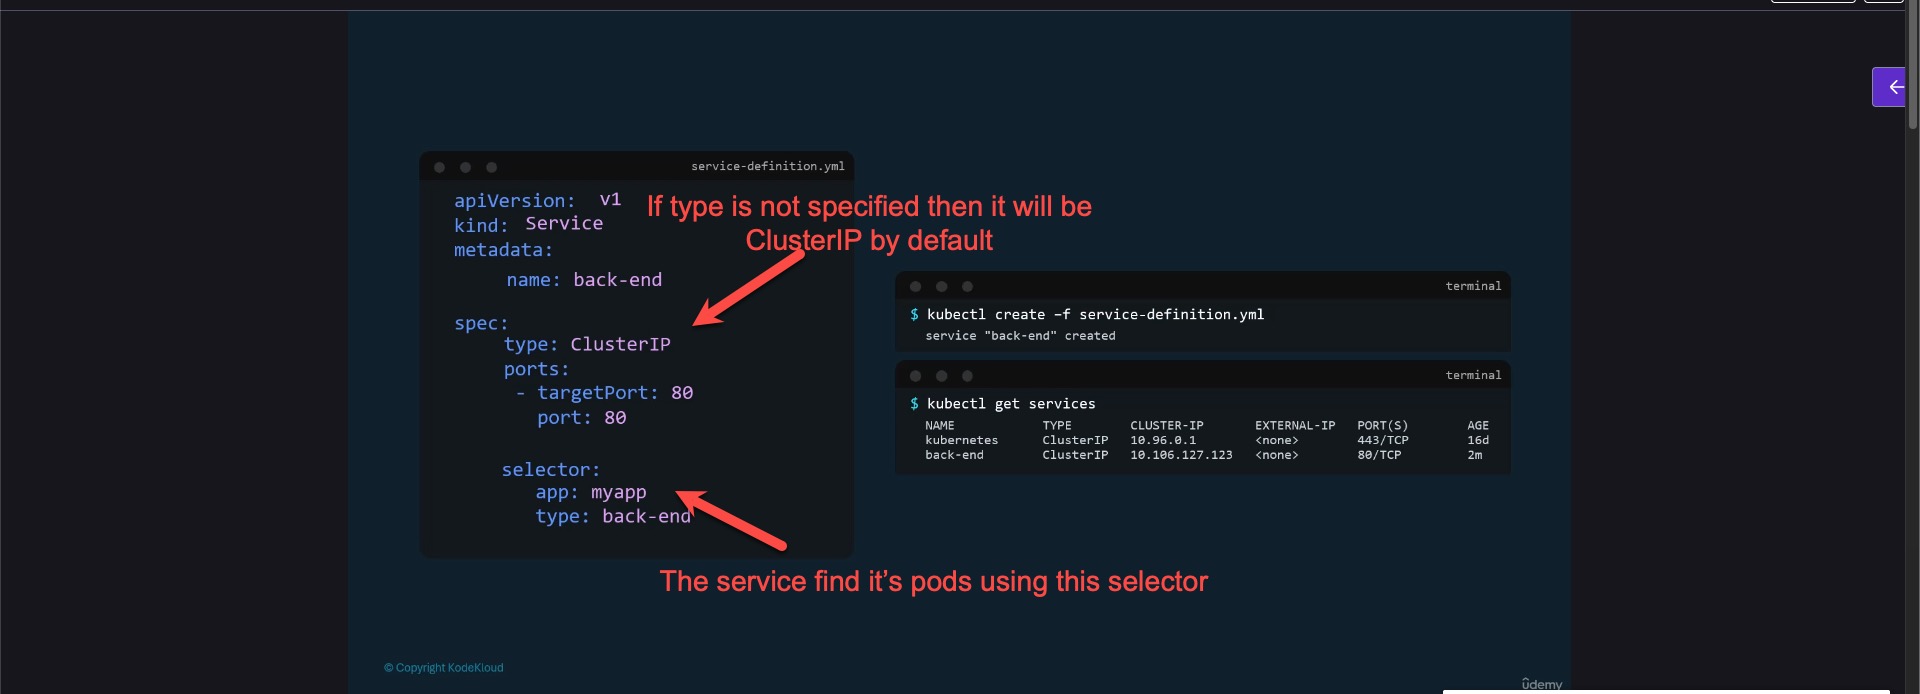 service-definition.yml
apiVersion: v1
kind: Service
metadata:
name: back-end
spec:
type: ClusterIP
ports:
- targetPort: 80
port: 80
selector:
app: myapp
type: back-end
If type is not specified then it will be
ClusterIP by default
The service find it’s pods using this selector
terminal
$ kubectl create –f service-definition.yml
service "back-end" created
terminal
$ kubectl get services
NAME TYPE CLUSTER-IP EXTERNAL-IP PORT(S) AGE
kubernetes ClusterIP 10.96.0.1 <none> 443/TCP 16d
back-end ClusterIP 10.106.127.123 <none> 80/TCP 2m
© Copyright KodeKloud
ûdemy